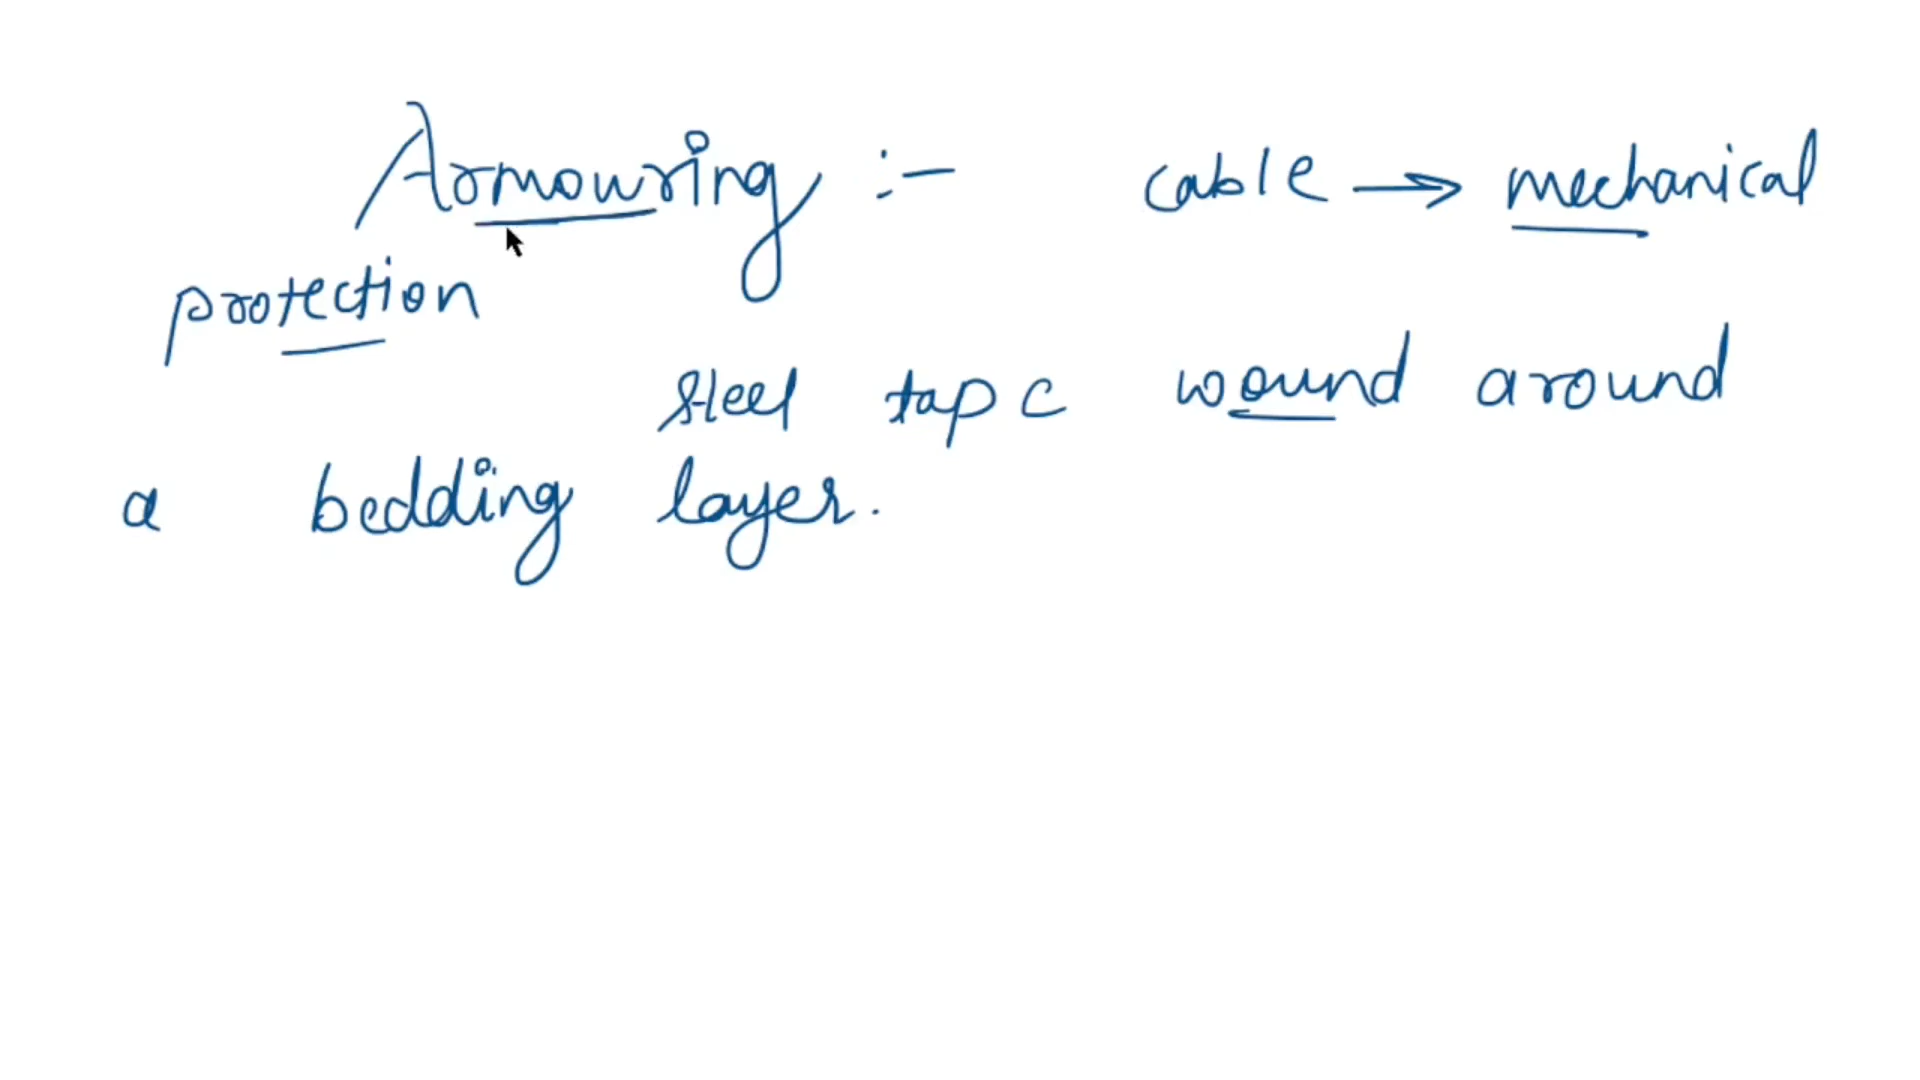 Armouring :- cable → mechanical
protection
steel tape wound around
a bedding layer.